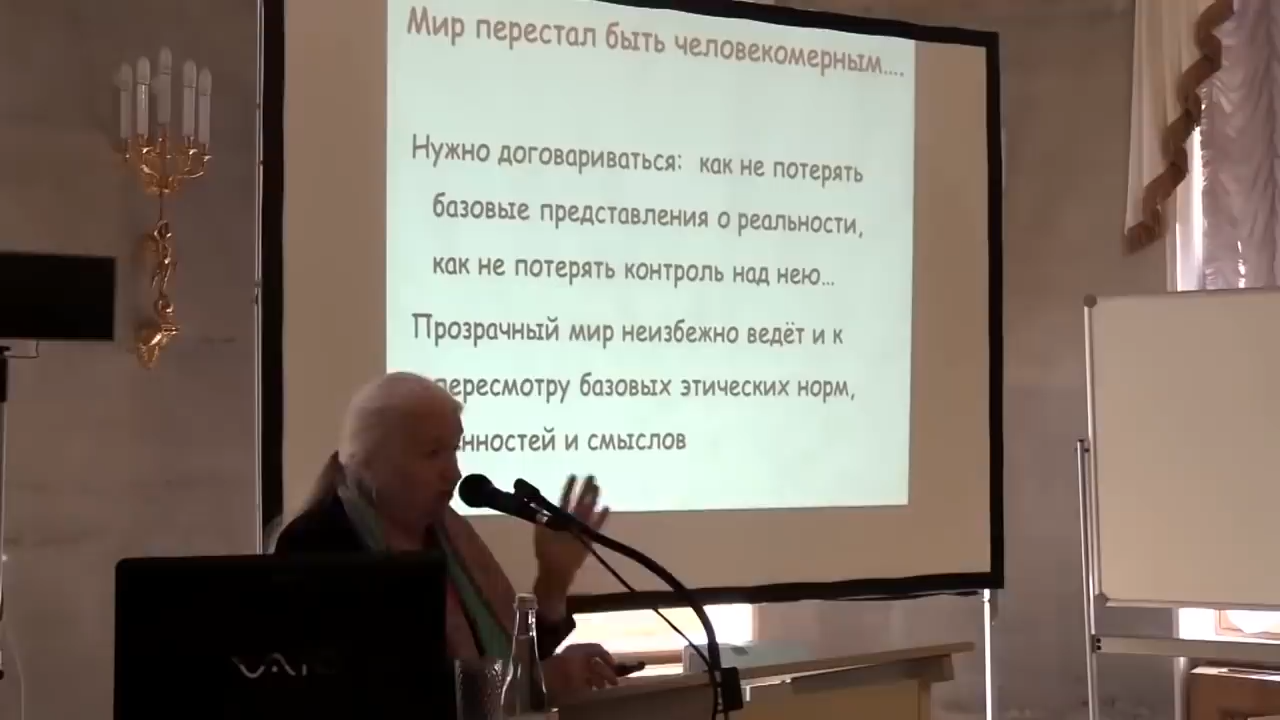 Мир перестал быть человекомерным....
Нужно договариваться: как не потерять
базовые представления о реальности,
как не потерять контроль над нею...
Прозрачный мир неизбежно ведёт и к
пересмотру базовых этических норм,
и смыслов